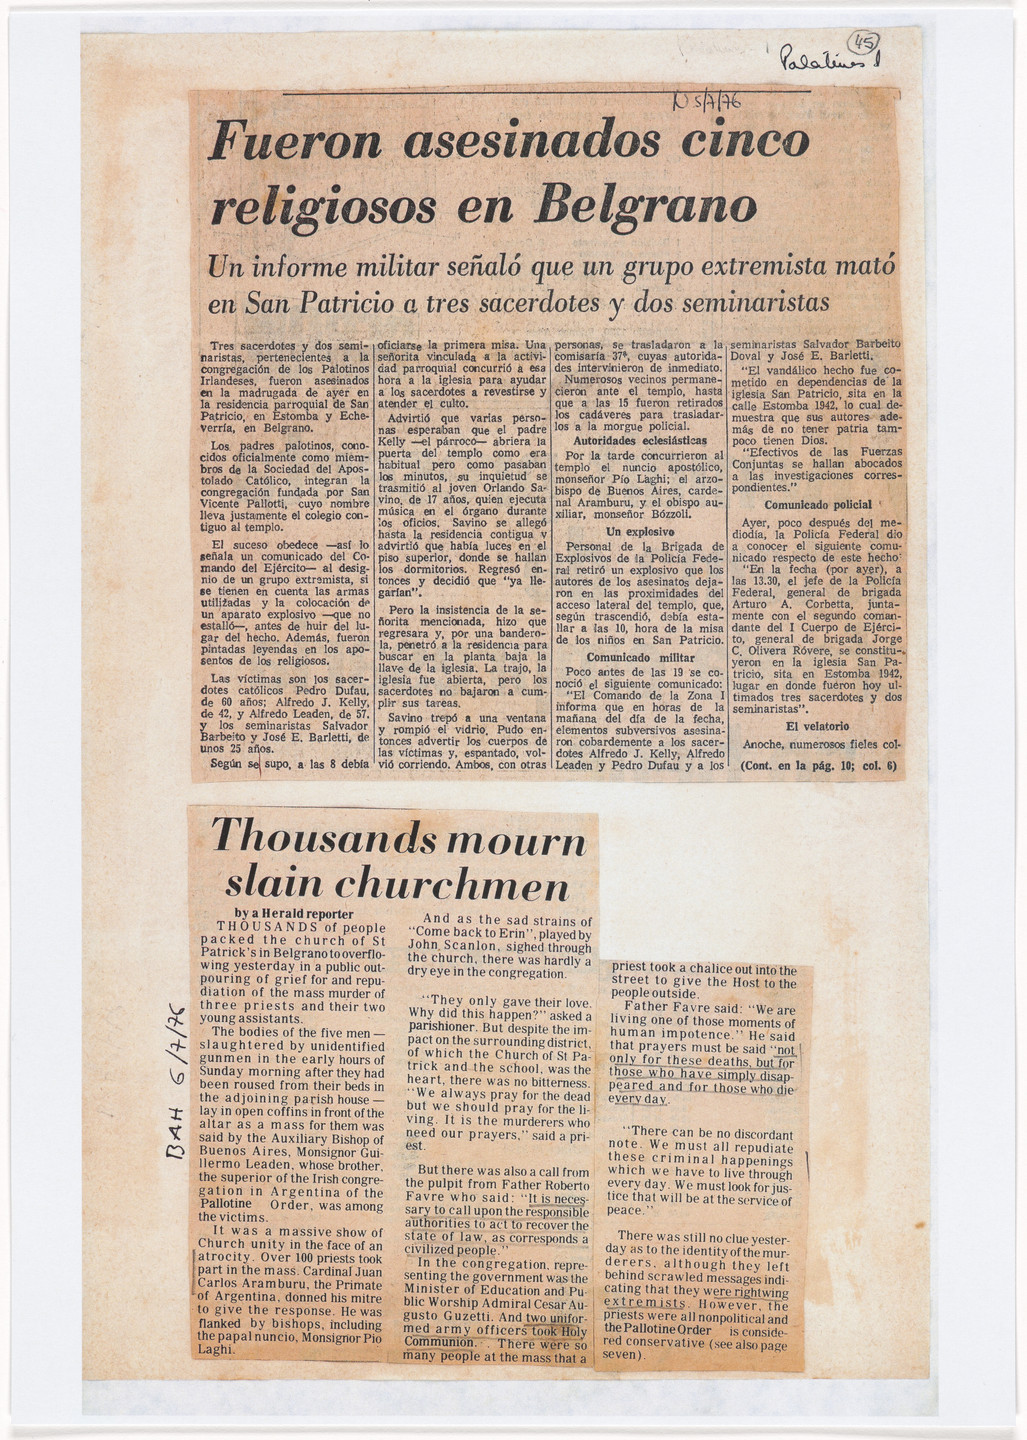 45
Palatines 1
N 5/7/76
Fueron asesinados cinco
religiosos en Belgrano
Un informe militar señaló que un grupo extremista mató
en San Patricio a tres sacerdotes y dos seminaristas
Tres sacerdotes y dos semi-
naristas, pertenecientes a la
congregación de los Palotinos
Irlandeses, fueron asesinados
en la madrugada de ayer en
la residencia parroquial de San
Patricio, en Estomba y Eche-
verría, en Belgrano.
Los padres palotinos, cono-
cidos oficialmente como miem-
bros de la Sociedad del Apos-
tolado Católico, integran la
congregación fundada por San
Vicente Pallotti, cuyo nombre
lleva justamente el colegio con-
tiguo al templo.
El suceso obedece —así lo
señala un comunicado del Co-
mando del Ejército— al desig-
nio de un grupo extremista, si
se tienen en cuenta las armas
utilizadas y la colocación de
un aparato explosivo —que no
estalló—, antes de huir del lu-
gar del hecho. Además, fueron
pintadas leyendas en los apo-
sentos de los religiosos.
Las víctimas son los sacer-
dotes católicos Pedro Dufau,
de 60 años; Alfredo J. Kelly,
de 42, y Alfredo Leaden, de 57.
y los seminaristas Salvador
Barbeito y José E. Barletti, de
unos 25 años.
Según se supo, a las 8 debía
oficiarse la primera misa. Una
señorita vinculada a la activi-
dad parroquial concurrió a esa
hora a la iglesia para ayudar
a los sacerdotes a revestirse y
atender el culto.
Advirtió que varias perso-
nas esperaban que el padre
Kelly —el párroco— abriera la
puerta del templo como era
habitual pero como pasaban
los minutos, su inquietud se
trasmitió al joven Orlando Sa-
vino, de 17 años, quien ejecuta
música en el órgano durante
los oficios. Savino se allegó
hasta la residencia contigua y
advirtió que había luces en el
piso superior, donde se hallan
los dormitorios. Regresó en-
tonces y decidió que "ya lle-
garían".
Pero la insistencia de la se-
ñorita mencionada, hizo que
regresara y, por una bandero-
la, penetró a la residencia para
buscar en la planta baja la
llave de la iglesia. La trajo, la
iglesia fue abierta, pero los
sacerdotes no bajaron a cum-
plir sus tareas.
Savino trepó a una ventana
y rompió el vidrio. Pudo en-
tonces advertir los cuerpos de
las víctimas y, espantado, vol-
vió corriendo. Ambos, con otras
personas, se trasladaron a la
comisaría 37ª, cuyas autorida-
des intervinieron de inmediato.
Numerosos vecinos permane-
cieron ante el templo, hasta
que a las 15 fueron retirados
los cadáveres para trasladar-
los a la morgue policial.
Autoridades eclesiásticas
Por la tarde concurrieron al
templo el nuncio apostólico,
monseñor Pío Laghi; el arzo-
bispo de Buenos Aires, carde-
nal Aramburu, y el obispo au-
xiliar, monseñor Bózzoli.
Un explosivo
Personal de la Brigada de
Explosivos de la Policía Fede-
ral retiró un explosivo que los
autores de los asesinatos deja-
ron en las proximidades del
acceso lateral del templo, que,
según trascendió, debía esta-
llar a las 10, hora de la misa
de los niños en San Patricio.
Comunicado militar
Poco antes de las 19 se co-
noció el siguiente comunicado:
"El Comando de la Zona I
informa que en horas de la
mañana del día de la fecha,
elementos subversivos asesina-
ron cobardemente a los sacer-
dotes Alfredo J. Kelly, Alfredo
Leaden y Pedro Dufau y a los
seminaristas Salvador Barbeito
Doval y José E. Barletti.
"El vandálico hecho fue co-
metido en dependencias de la
iglesia San Patricio, sita en la
calle Estomba 1942, lo cual de-
muestra que sus autores ade-
más de no tener patria tam-
poco tienen Dios.
"Efectivos de las Fuerzas
Conjuntas se hallan abocados
a las investigaciones corres-
pondientes."
Comunicado policial
Ayer, poco después del me-
diodía, la Policía Federal dio
a conocer el siguiente comu-
nicado respecto de este hecho:
"En la fecha (por ayer), a
las 13.30, el jefe de la Policía
Federal, general de brigada
Arturo A. Corbetta, junta-
mente con el segundo coman-
dante del I Cuerpo de Ejérci-
to, general de brigada Jorge
C. Olivera Róvere, se constitu-
yeron en la iglesia San Pa-
tricio, sita en Estomba 1942,
lugar en donde fueron hoy ul-
timados tres sacerdotes y dos
seminaristas".
El velatorio
Anoche, numerosos fieles col-
(Cont. en la pág. 10; col. 6)
BAH 6/7/76
Thousands mourn
slain churchmen
by a Herald reporter
THOUSANDS of people
packed the church of St
Patrick's in Belgrano to overflo-
wing yesterday in a public out-
pouring of grief for and repu-
diation of the mass murder of
three priests and their two
young assistants.
The bodies of the five men —
slaughtered by unidentified
gunmen in the early hours of
Sunday morning after they had
been roused from their beds in
the adjoining parish house —
lay in open coffins in front of the
altar as a mass for them was
said by the Auxiliary Bishop of
Buenos Aires, Monsignor Gui-
llermo Leaden, whose brother,
the superior of the Irish congre-
gation in Argentina of the
Pallotine Order, was among
the victims.
It was a massive show of
Church unity in the face of an
atrocity. Over 100 priests took
part in the mass. Cardinal Juan
Carlos Aramburu, the Primate
of Argentina, donned his mitre
to give the response. He was
flanked by bishops, including
the papal nuncio, Monsignor Pio
Laghi.
And as the sad strains of
"Come back to Erin", played by
John Scanlon, sighed through
the church, there was hardly a
dry eye in the congregation.
"They only gave their love.
Why did this happen?" asked a
parishioner. But despite the im-
pact on the surrounding district,
of which the Church of St Pa-
trick and the school, was the
heart, there was no bitterness.
"We always pray for the dead
but we should pray for the li-
ving. It is the murderers who
need our prayers," said a pri-
est.
But there was also a call from
the pulpit from Father Roberto
Favre who said: "It is neces-
sary to call upon the responsible
authorities to act to recover the
state of law, as corresponds a
civilized people."
In the congregation, repre-
senting the government was the
Minister of Education and Pu-
blic Worship Admiral Cesar Au-
gusto Guzetti. And two unifor-
med army officers took Holy
Communion. . There were so
many people at the mass that a
priest took a chalice out into the
street to give the Host to the
people outside.
Father Favre said: "We are
living one of those moments of
human impotence." He said
that prayers must be said "not
only for these deaths, but for
those who have simply disap-
peared and for those who die
every day.
"There can be no discordant
note. We must all repudiate
these criminal happenings
which we have to live through
every day. We must look for jus-
tice that will be at the service of
peace."
There was still no clue yester-
day as to the identity of the mur-
derers, although they left
behind scrawled messages indi-
cating that they were rightwing
extremists. However, the
priests were all nonpolitical and
the Pallotine Order is conside-
red conservative (see also page
seven).